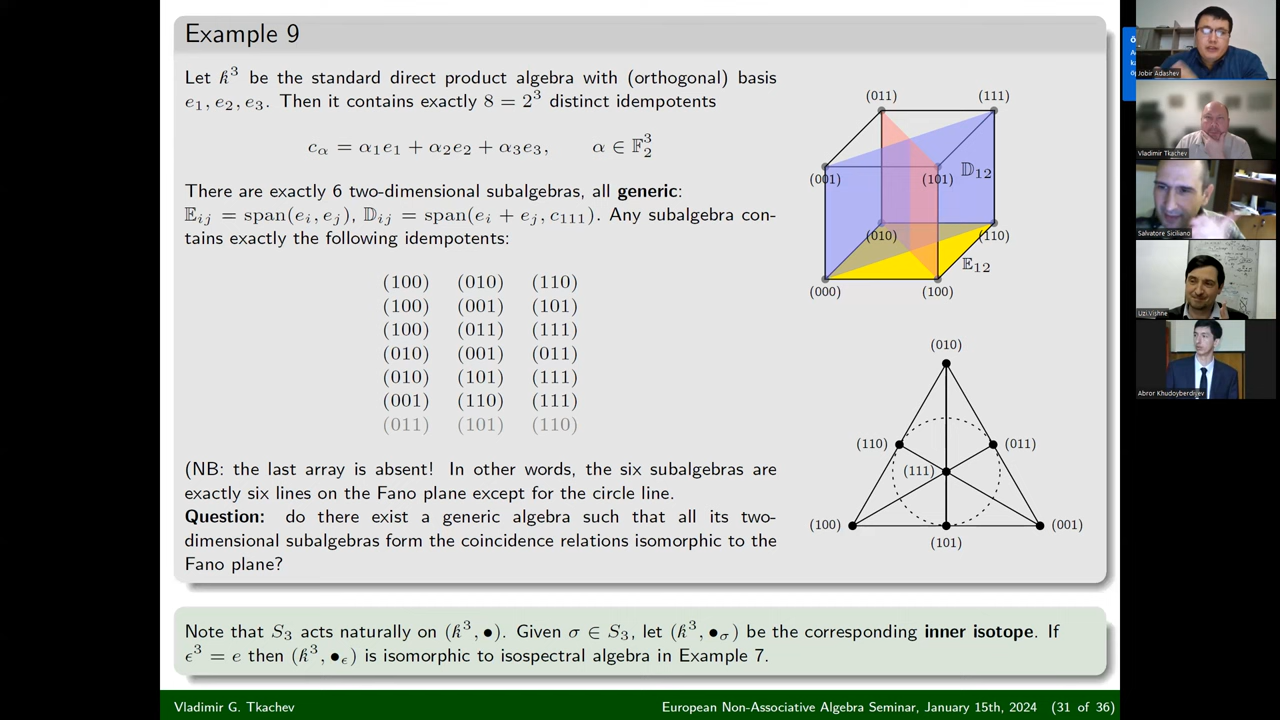 Example 9
Let 𝓀³ be the standard direct product algebra with (orthogonal) basis
e₁, e₂, e₃. Then it contains exactly 8 = 2³ distinct idempotents
c_α = α₁e₁ + α₂e₂ + α₃e₃, α ∈ 𝔽₂³
There are exactly 6 two-dimensional subalgebras, all generic:
𝔼ᵢⱼ = span(eᵢ, eⱼ), 𝔻ᵢⱼ = span(eᵢ + eⱼ, c₁₁₁). Any subalgebra con-
tains exactly the following idempotents:
(100) (010) (110)
(100) (001) (101)
(100) (011) (111)
(010) (001) (011)
(010) (101) (111)
(001) (110) (111)
(011) (101) (110)
(NB: the last array is absent! In other words, the six subalgebras are
exactly six lines on the Fano plane except for the circle line.
Question: do there exist a generic algebra such that all its two-
dimensional subalgebras form the coincidence relations isomorphic to the
Fano plane?
(011) (111)
(001) (101) 𝔻₁₂
(010) (110)
𝔼₁₂
(000) (100)
(010)
(110) (011)
(111)
(100) (001)
(101)
Note that S₃ acts naturally on (𝓀³, •). Given σ ∈ S₃, let (𝓀³, •_σ) be the corresponding inner isotope. If
ϵ³ = e then (𝓀³, •_ϵ) is isomorphic to isospectral algebra in Example 7.
Vladimir G. Tkachev European Non-Associative Algebra Seminar, January 15th, 2024 (31 of 36)
Jobir Adashev
Vladimir Tkachev
Salvatore Siciliano
Uzi Vishne
Abror Khudoyberdiyev